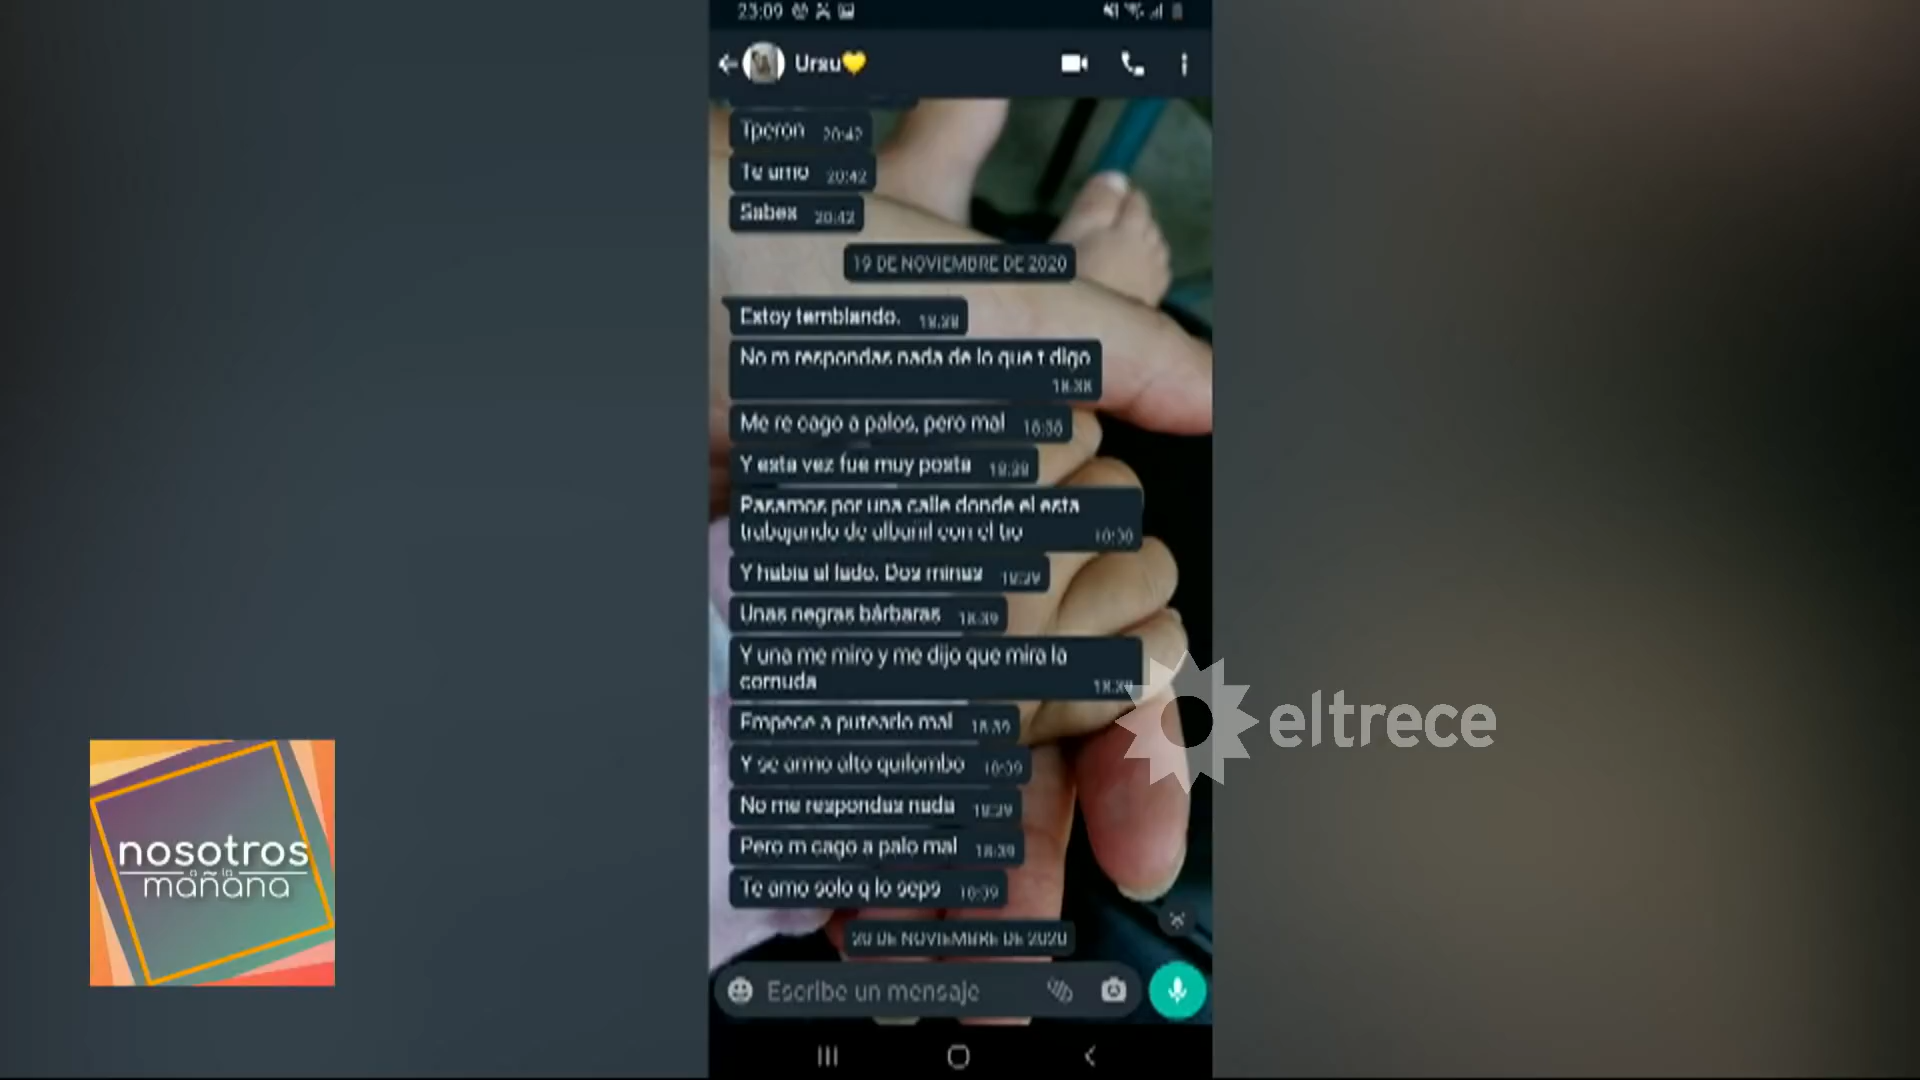 23:09
Ursu💛
Tperon 20:42
Te amo 20:42
Sabes 20:42
19 DE NOVIEMBRE DE 2020
Estoy temblando. 18:38
No m respondas nada de lo que t digo
18:38
Me re cago a palos, pero mal 18:38
Y esta vez fue muy posta 18:38
Pasamos por una calle donde el esta
trabajando de albañil con el tio
Y habia al lado. Dos minas 18:39
Unas negras bárbaras 18:39
Y una me miro y me dijo que mira la
cornuda 18:39
Empece a putearlo mal 18:39
Y se armo alto quilombo 18:39
No me respondas nada 18:39
Pero m cago a palo mal 18:39
Te amo solo q lo seps 18:39
20 DE NOVIEMBRE DE 2020
Escribe un mensaje
eltrece
nosotros
a la
mañana